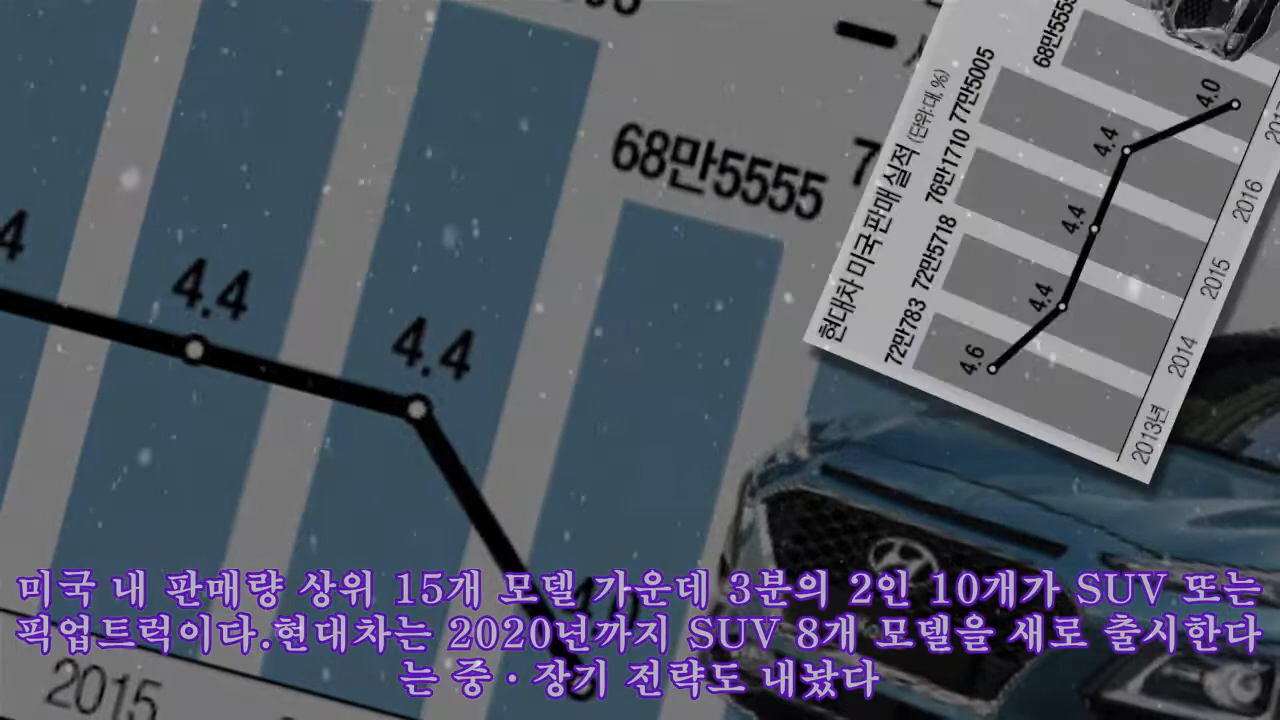 68만5555
4.4
4.4
4.0
2015
현대차 미국 판매 실적 (단위:대, %)
72만783
72만5718
76만1710
77만5005
68만5555
4.6
4.4
4.4
4.4
4.0
2013년
2014
2015
2016
미국 내 판매량 상위 15개 모델 가운데 3분의 2인 10개가 SUV 또는
픽업트럭이다.현대차는 2020년까지 SUV 8개 모델을 새로 출시한다
는 중·장기 전략도 내놨다